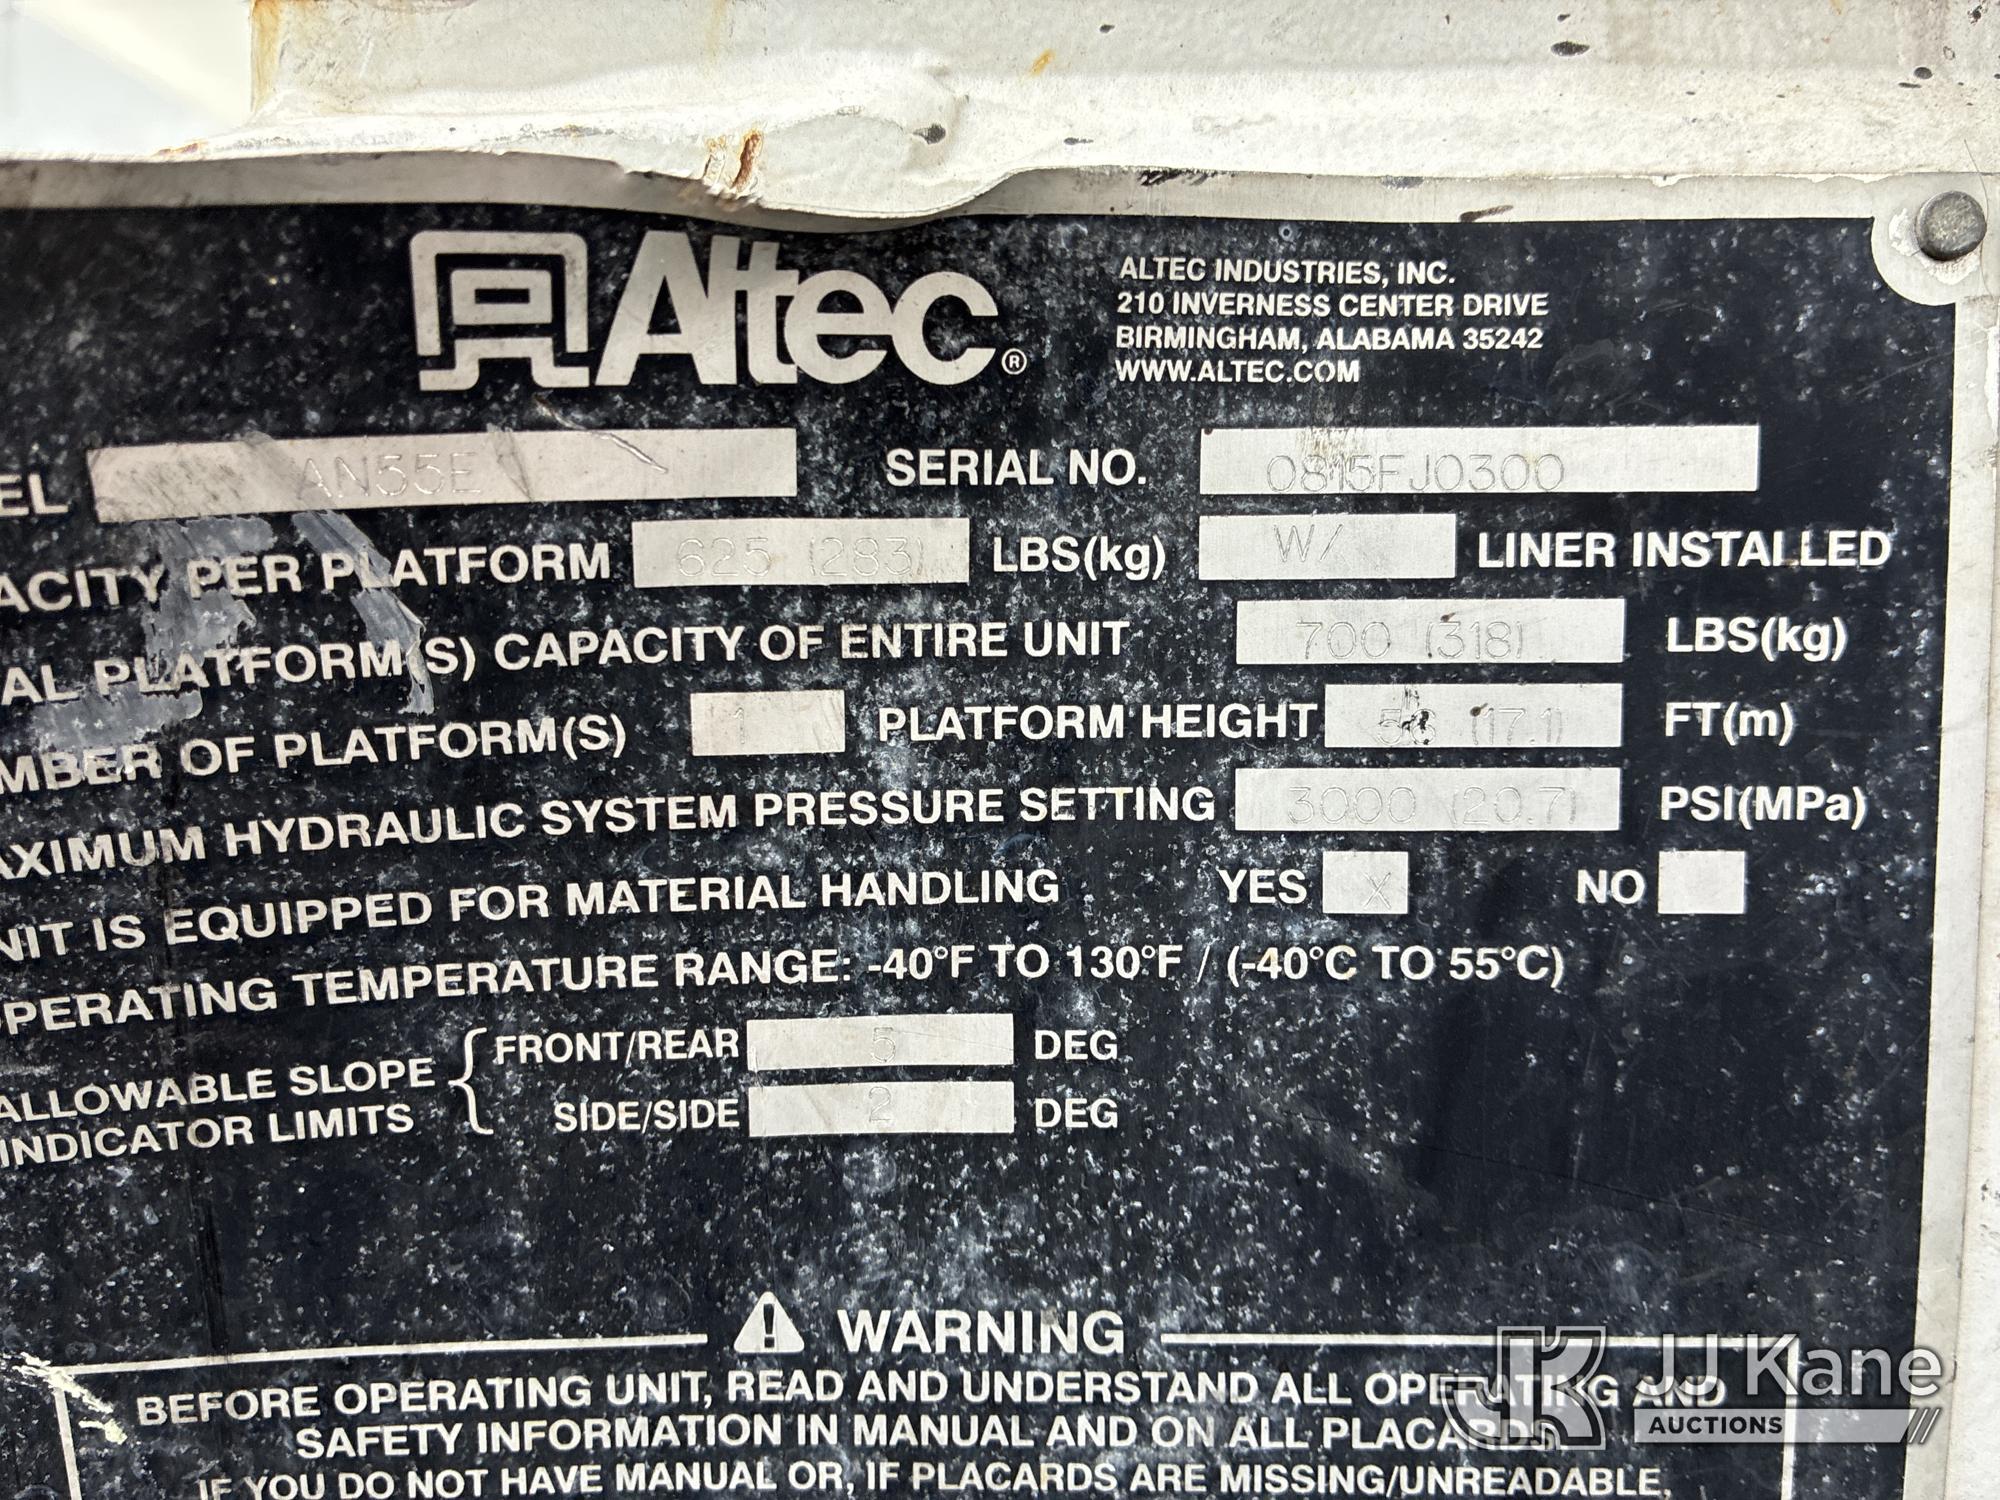 Altec®
ALTEC INDUSTRIES, INC.
210 INVERNESS CENTER DRIVE
BIRMINGHAM, ALABAMA 35242
WWW.ALTEC.COM
EL AN55E SERIAL NO. 0815FJ0300
ACITY PER PLATFORM 625 (283) LBS(kg) W/ LINER INSTALLED
AL PLATFORM(S) CAPACITY OF ENTIRE UNIT 700 (318) LBS(kg)
MBER OF PLATFORM(S) 1 PLATFORM HEIGHT (17.1) FT(m)
AXIMUM HYDRAULIC SYSTEM PRESSURE SETTING 3000 (20.7) PSI(MPa)
NIT IS EQUIPPED FOR MATERIAL HANDLING YES X NO
PERATING TEMPERATURE RANGE: -40°F TO 130°F / (-40°C TO 55°C)
ALLOWABLE SLOPE INDICATOR LIMITS
FRONT/REAR 5 DEG
SIDE/SIDE 2 DEG
WARNING
BEFORE OPERATING UNIT, READ AND UNDERSTAND ALL OPERATING AND
SAFETY INFORMATION IN MANUAL AND ON ALL PLACARDS
IF YOU DO NOT HAVE MANUAL OR, IF PLACARDS ARE MISSING/UNREADABLE,
JJ Kane
AUCTIONS